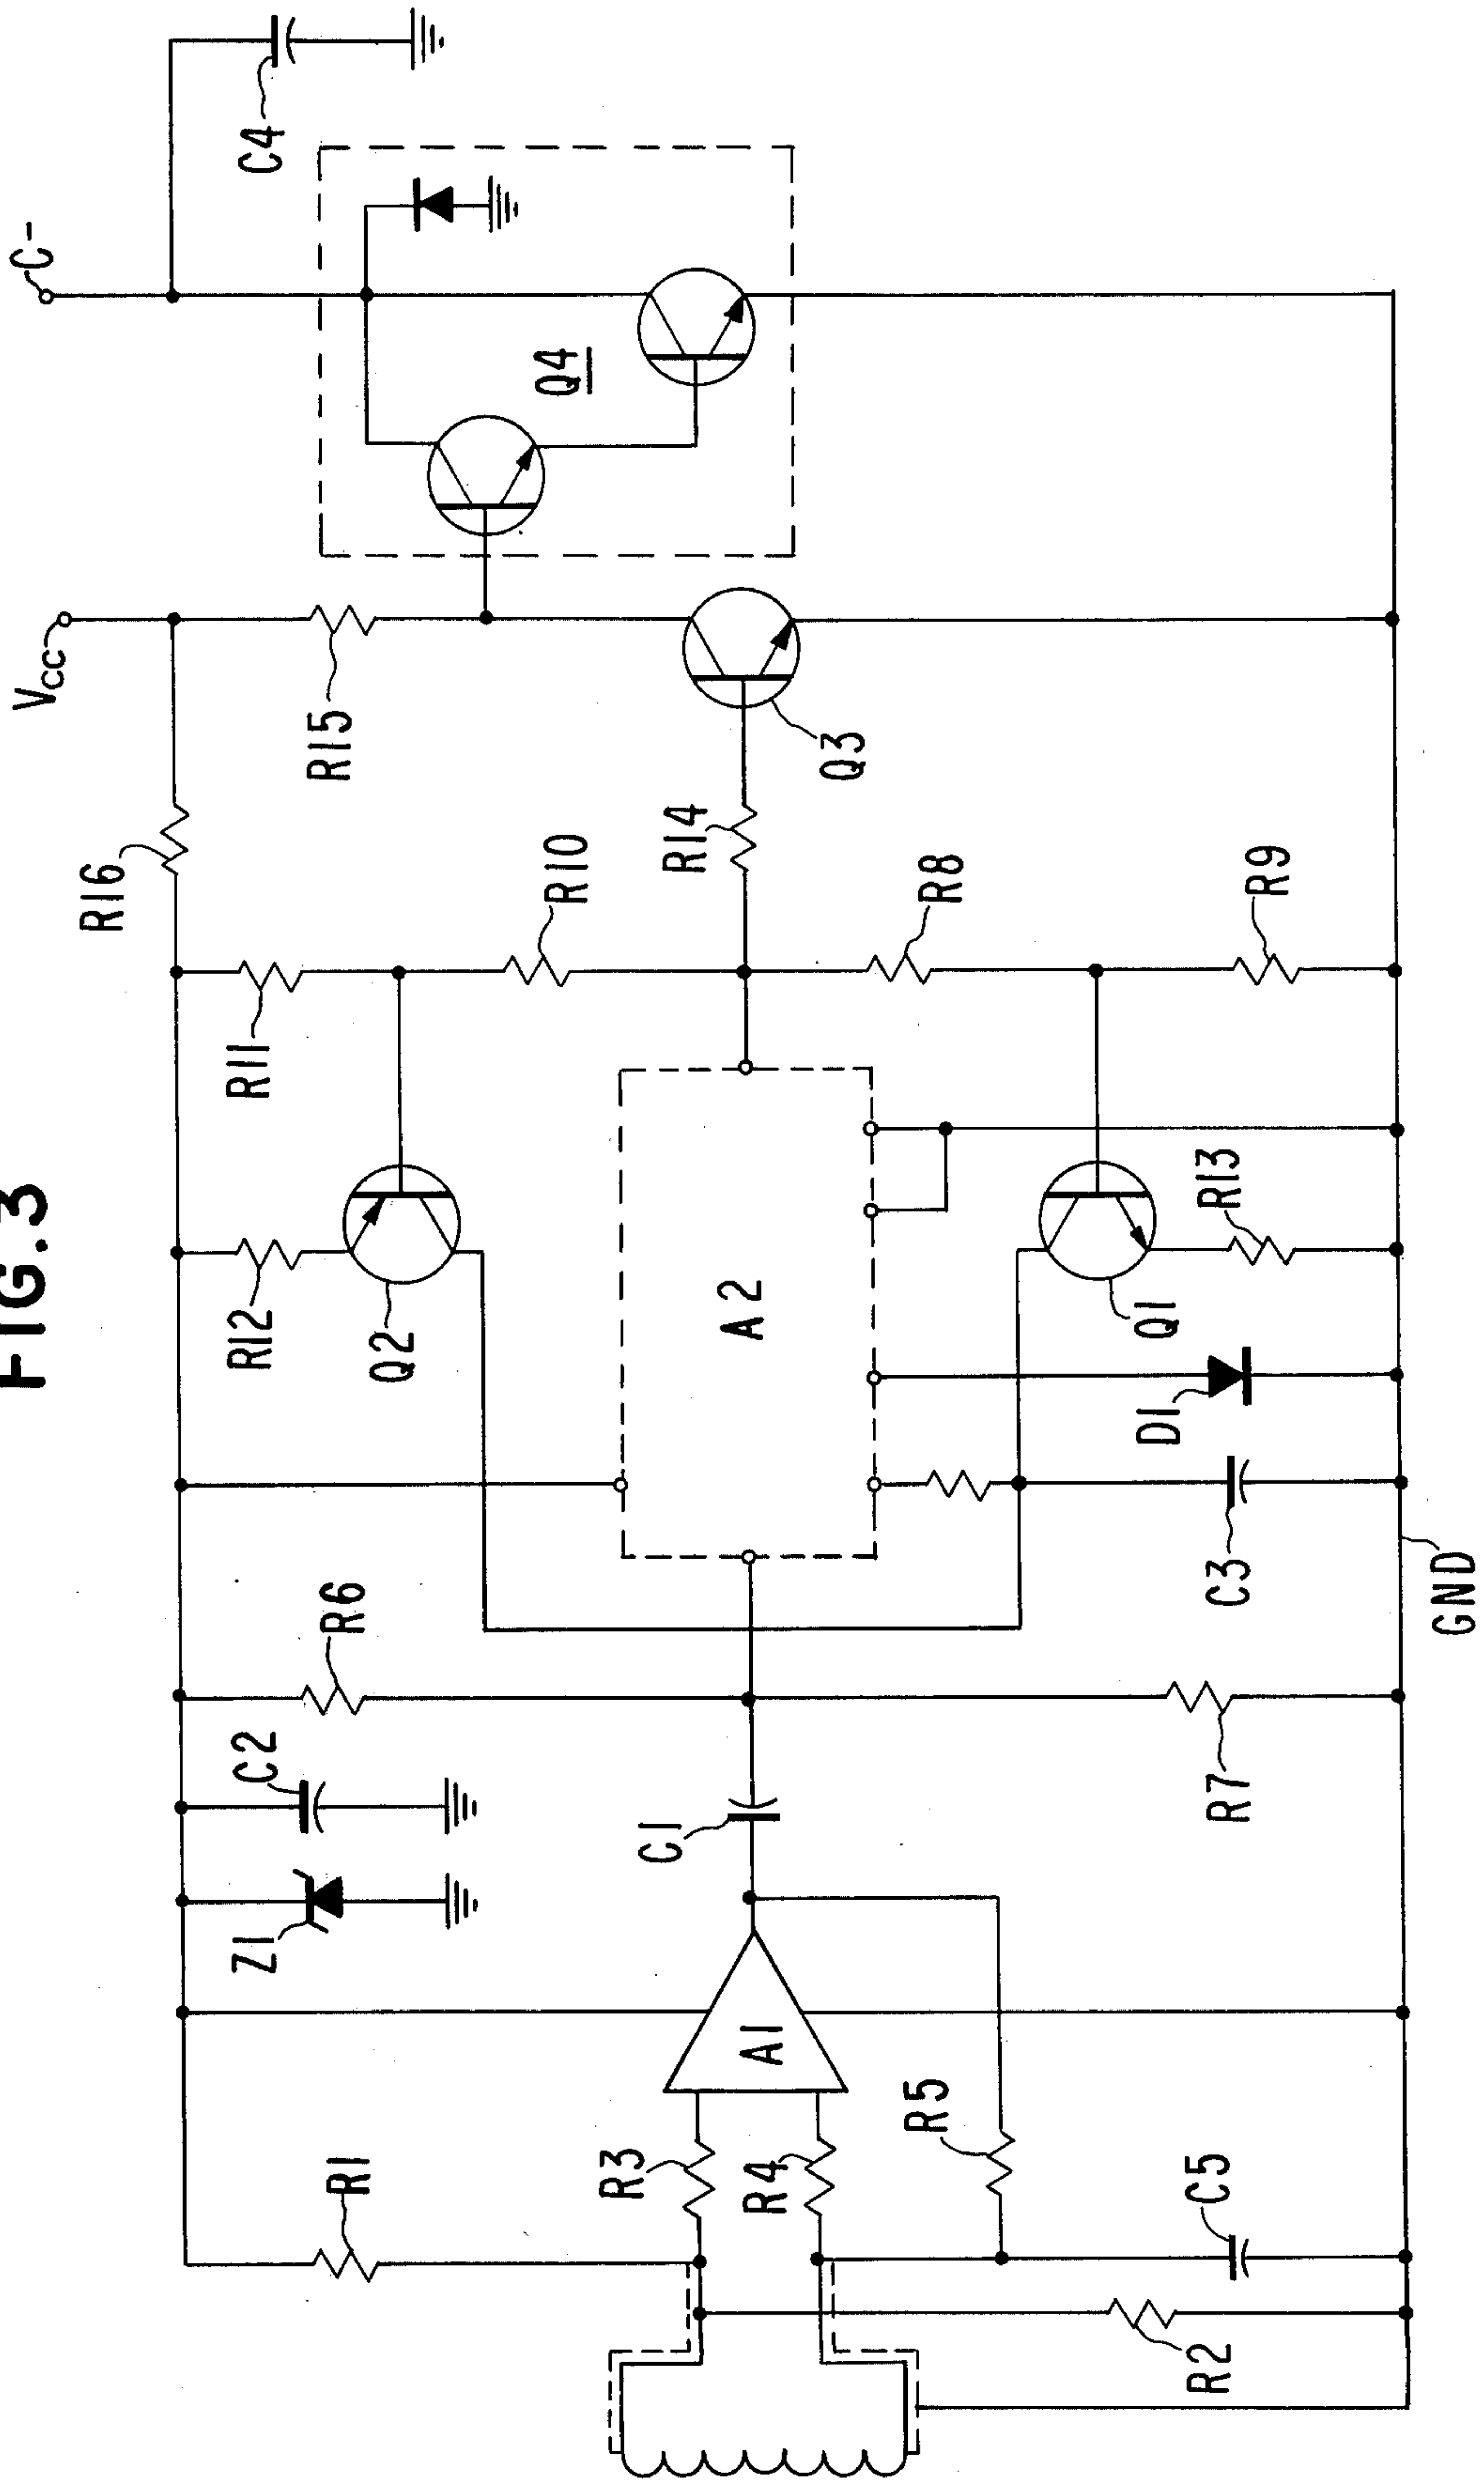 FIG.3
C-
C4
Vcc
Q4
R15
Q3
R16
R14
R10
R8
R9
R11
R12
Q2
A2
R13
Q1
D1
C3
GND
R6
C2
Z1
C1
R7
A1
R1
R3
R4
R5
C5
R2